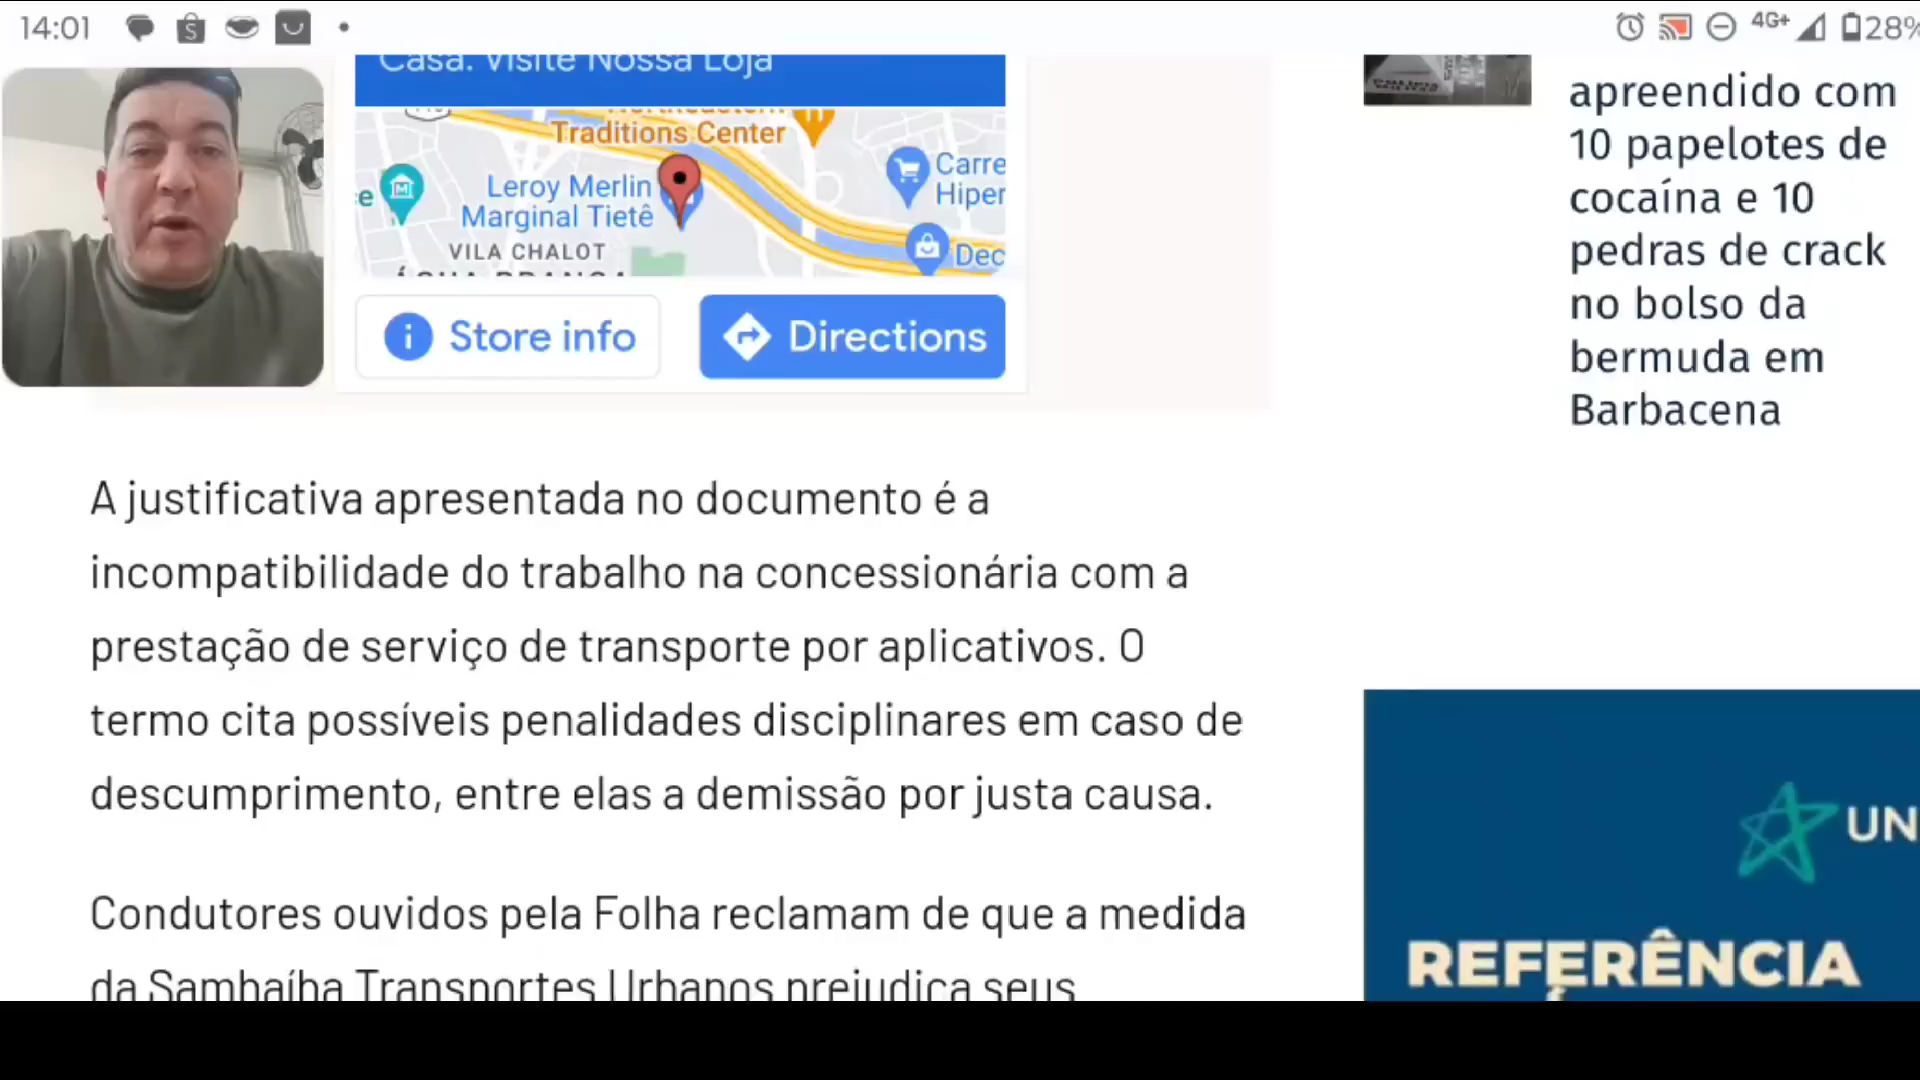 14:01
4G+ 28%
Casa. Visite Nossa Loja
Traditions Center
Carre
Hiper
Leroy Merlin
Marginal Tietê
VILA CHALOT
Dec
Store info
Directions
A justificativa apresentada no documento é a
incompatibilidade do trabalho na concessionária com a
prestação de serviço de transporte por aplicativos. O
termo cita possíveis penalidades disciplinares em caso de
descumprimento, entre elas a demissão por justa causa.
Condutores ouvidos pela Folha reclamam de que a medida
da Sambaíba Transportes Urbanos prejudica seus
apreendido com
10 papelotes de
cocaína e 10
pedras de crack
no bolso da
bermuda em
Barbacena
UN
REFERÊNCIA